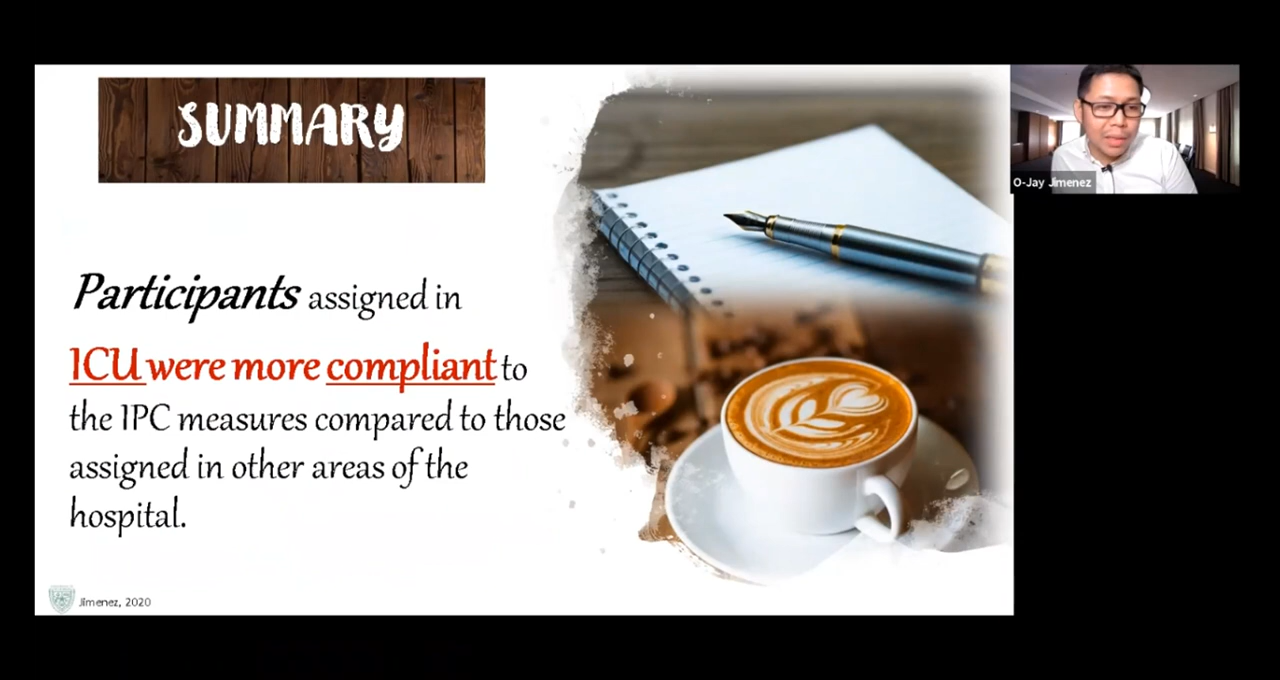 SUMMARY
Participants assigned in
ICU were more compliant to
the IPC measures compared to those
assigned in other areas of the
hospital.
Jimenez, 2020
O-Jay Jimenez